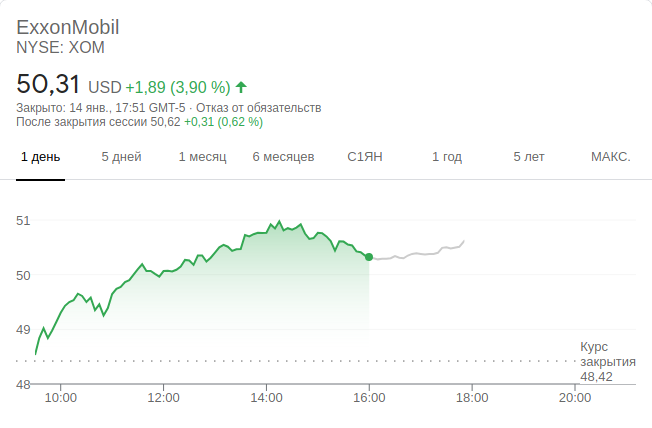 ExxonMobil
NYSE: XOM
50,31 USD +1,89 (3,90 %)
Закрыто: 14 янв., 17:51 GMT-5 · Отказ от обязательств
После закрытия сессии 50,62 +0,31 (0,62 %)
1 день 5 дней 1 месяц 6 месяцев С1ЯН 1 год 5 лет МАКС.
51
50
49
Курс
закрытия
48,42
48
10:00 12:00 14:00 16:00 18:00 20:00